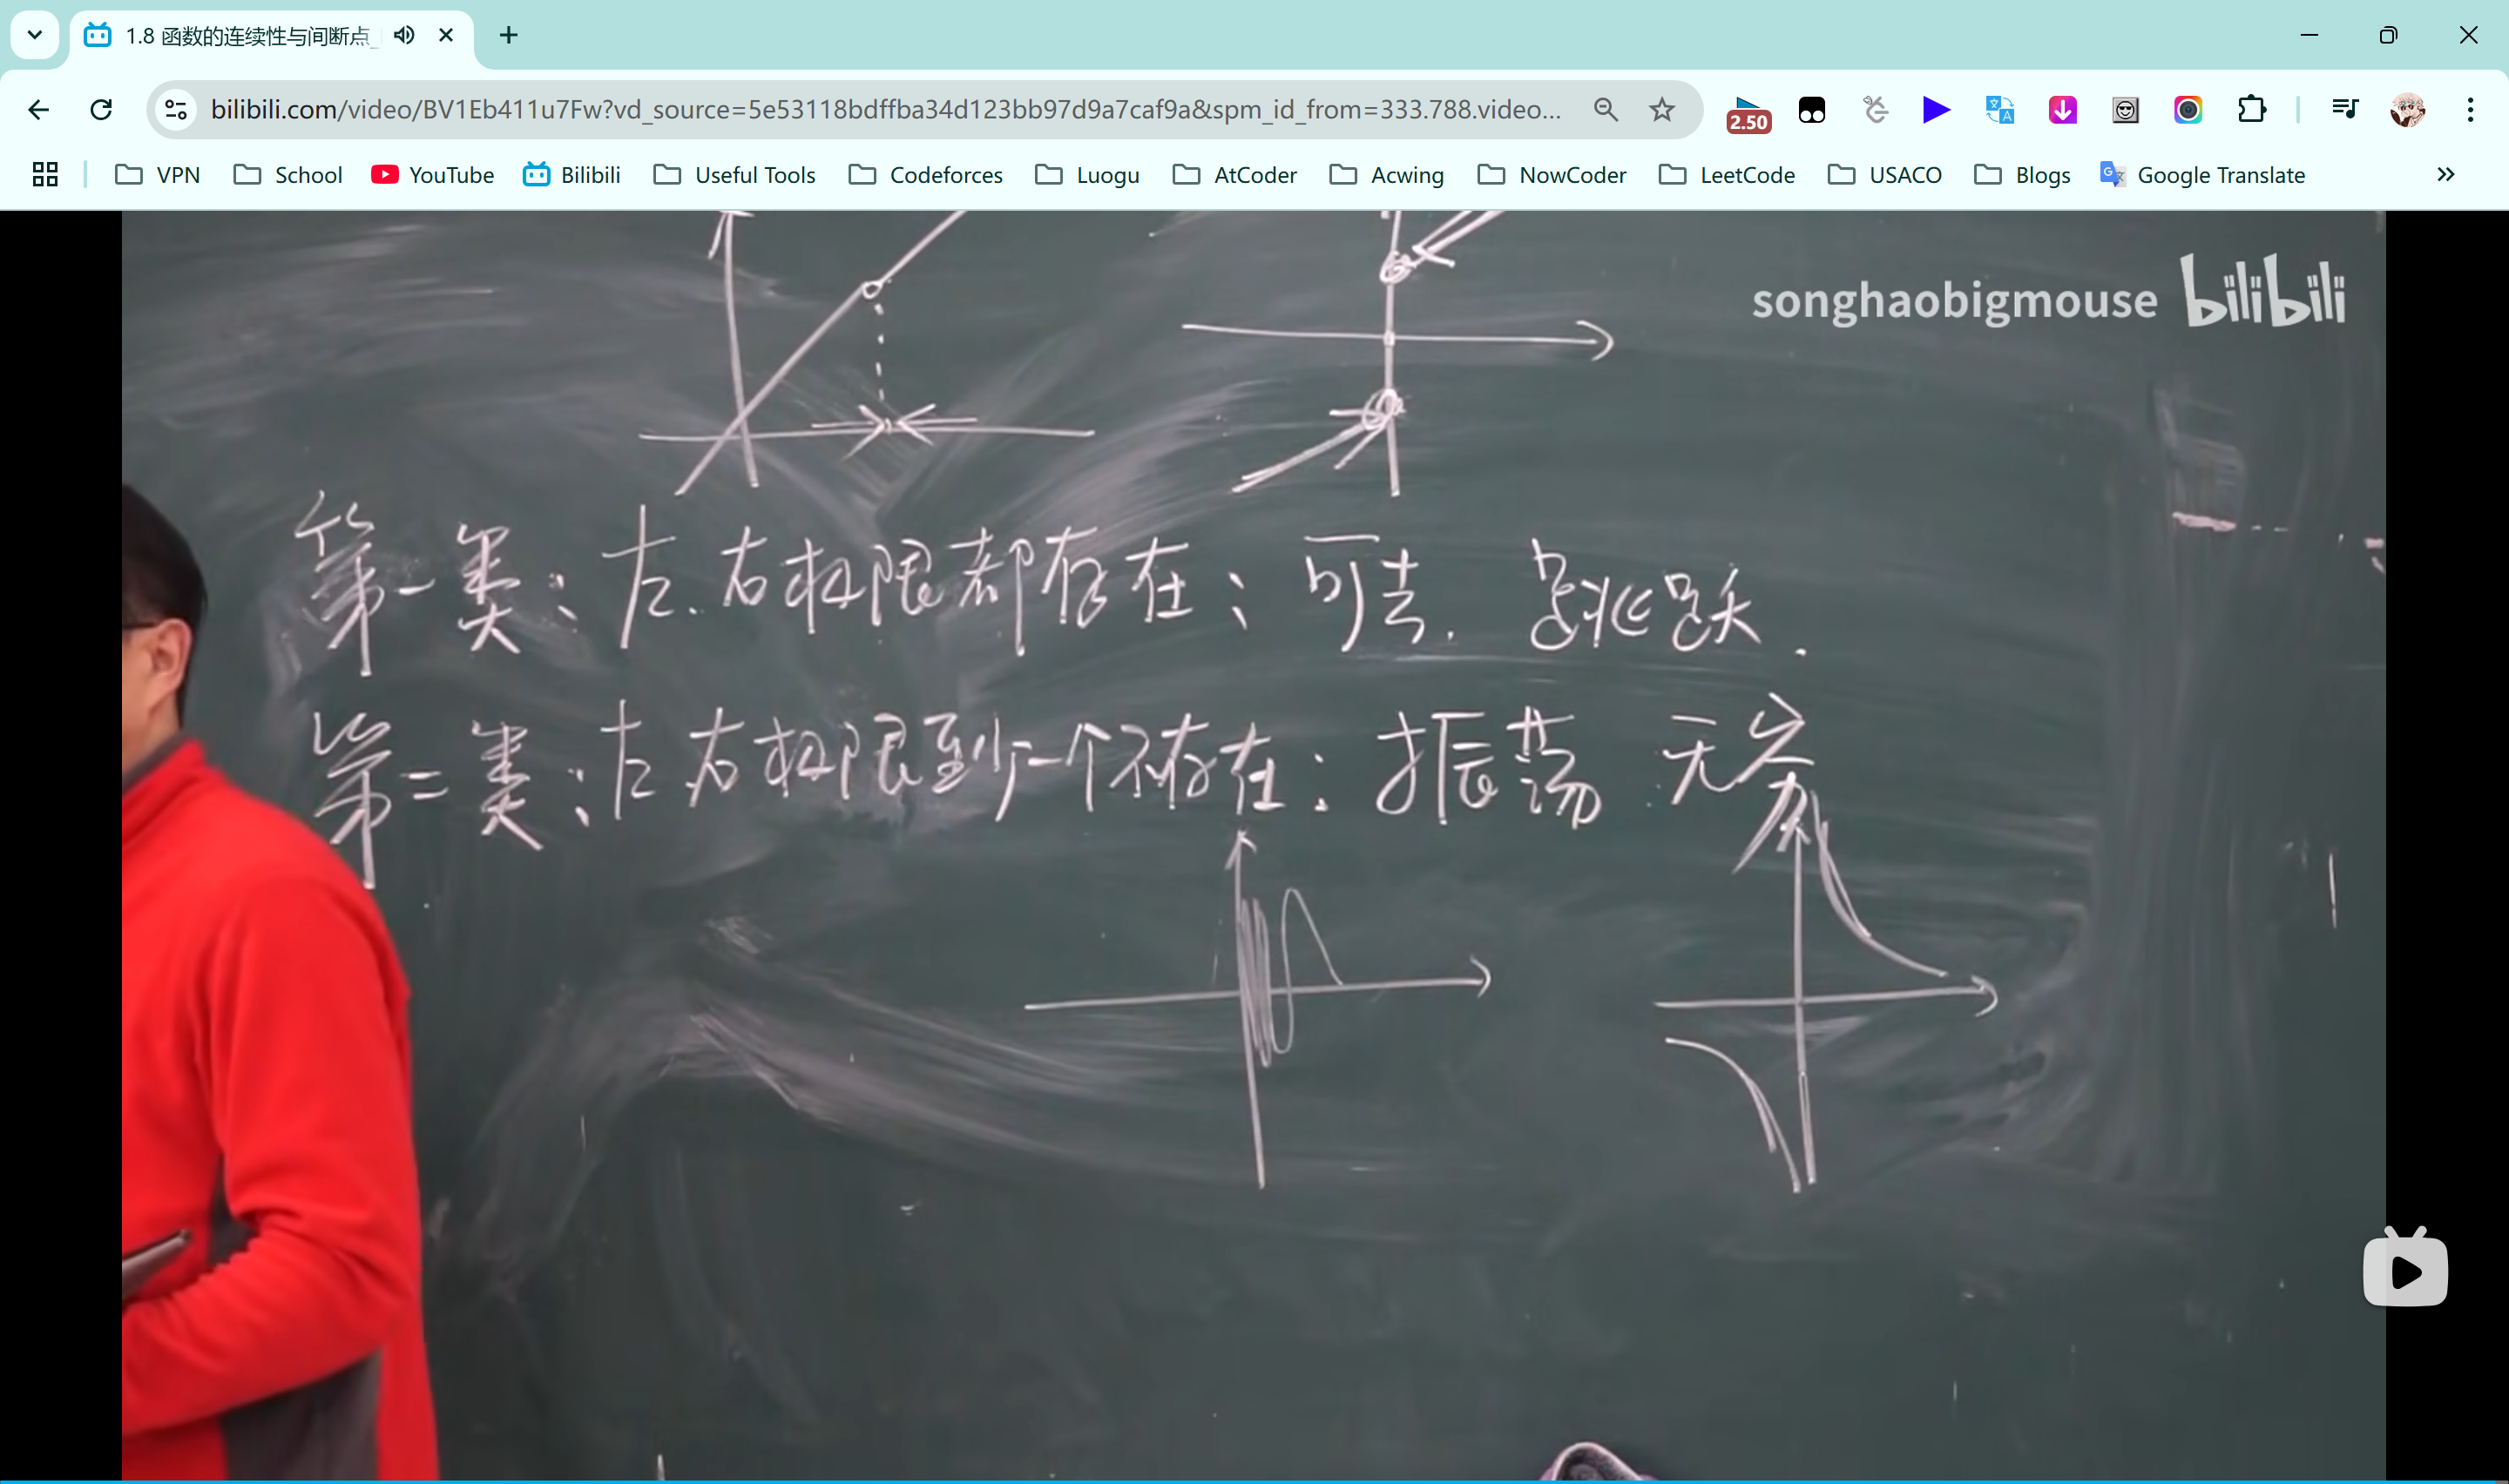 1.8 函数的连续性与间断点_
bilibili.com/video/BV1Eb411u7Fw?vd_source=5e53118bdffba34d123bb97d9a7caf9a&spm_id_from=333.788.video...
2.50
VPN School YouTube Bilibili Useful Tools Codeforces Luogu AtCoder Acwing NowCoder LeetCode USACO Blogs Google Translate
songhaobigmouse bilibili
第一类:左.右极限都存在;可去.跳跃.
第二类:左右极限至少一个不存在:振荡 无穷